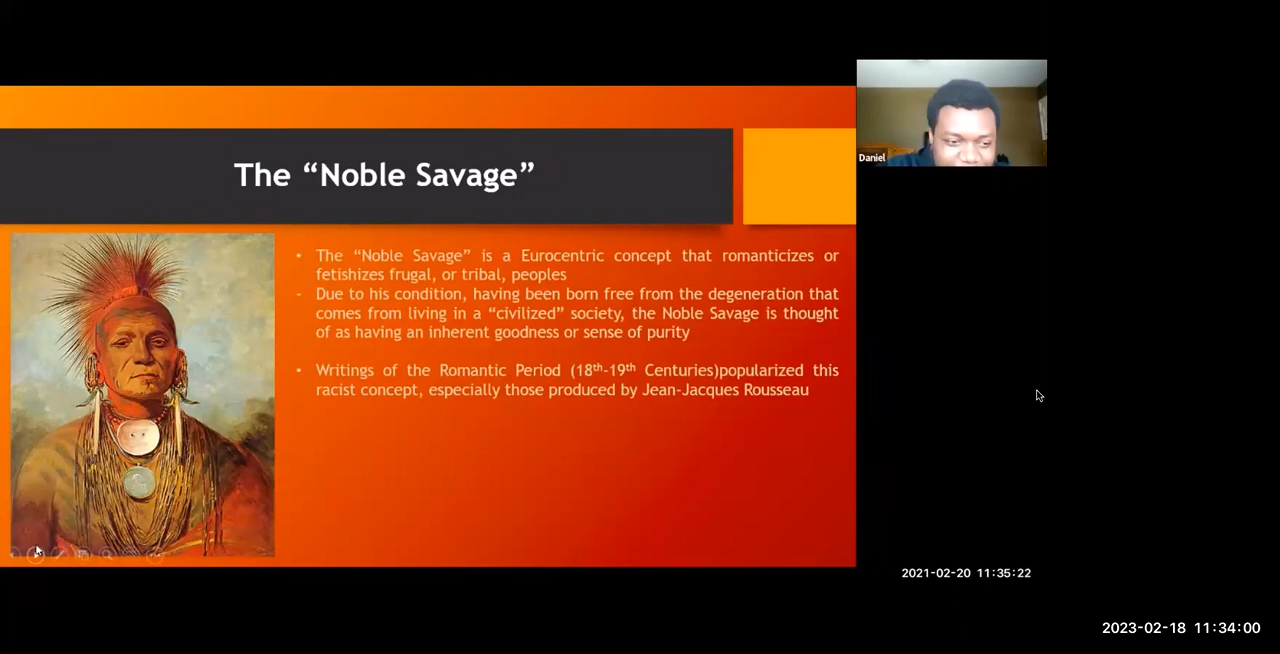 The “Noble Savage”
• The “Noble Savage” is a Eurocentric concept that romanticizes or
fetishizes frugal, or tribal, peoples
- Due to his condition, having been born free from the degeneration that
comes from living in a “civilized” society, the Noble Savage is thought
of as having an inherent goodness or sense of purity
• Writings of the Romantic Period (18th-19th Centuries)popularized this
racist concept, especially those produced by Jean-Jacques Rousseau
Daniel
2021-02-20 11:35:22
2023-02-18 11:34:00